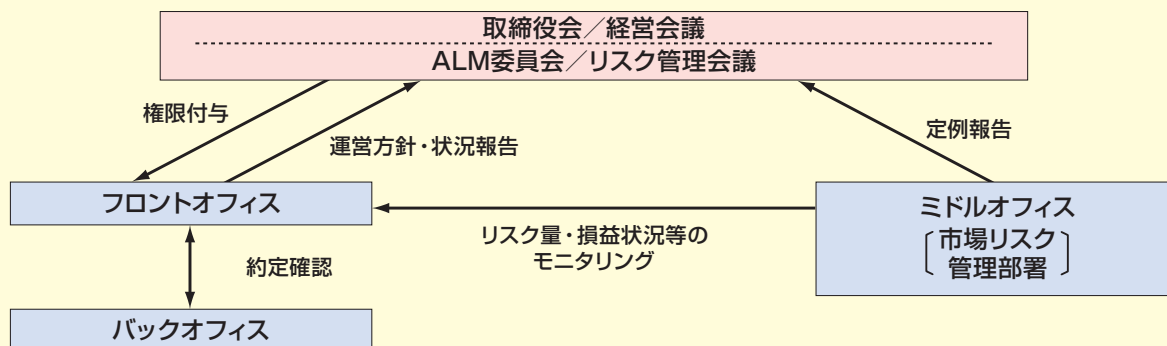 取締役会／経営会議
ALM委員会／リスク管理会議
権限付与
運営方針・状況報告
定例報告
フロントオフィス
ミドルオフィス
市場リスク
管理部署
リスク量・損益状況等の
モニタリング
約定確認
バックオフィス